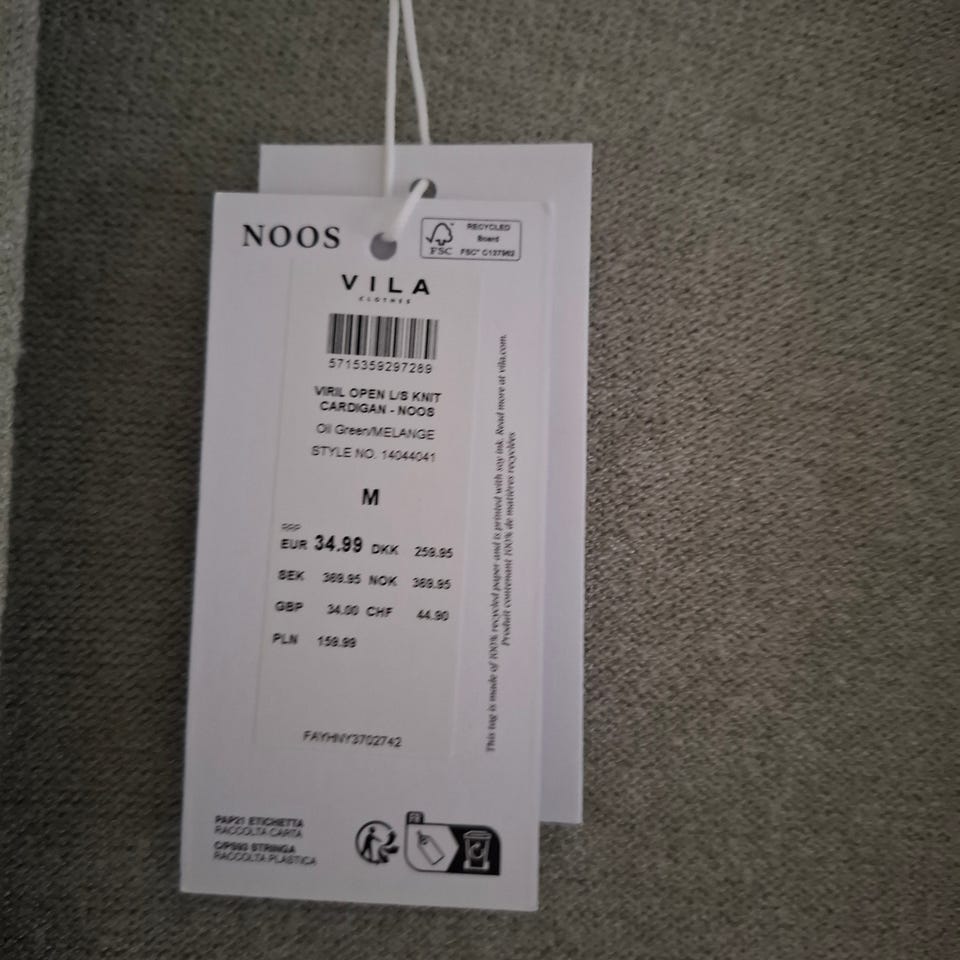 NOOS
RECYCLED
Board
FSC® C137982
FSC
VILA
CLOTHES
5715359297289
VIRIL OPEN L/S KNIT
CARDIGAN - NOOS
Oil Green/MELANGE
STYLE NO. 14044041
M
RRP
EUR 34.99 DKK 259.95
SEK 369.95 NOK 369.95
GBP 34.00 CHF 44.90
PLN 159.99
FAYHNY3702742
This tag is made of 100% recycled paper and is printed with soy ink. Read more at vila.com.
Produit contenant 100% de matières recyclées
PAP21 ETICHETTA
RACCOLTA CARTA
C/PS93 STRINGA
RACCOLTA PLASTICA
FR